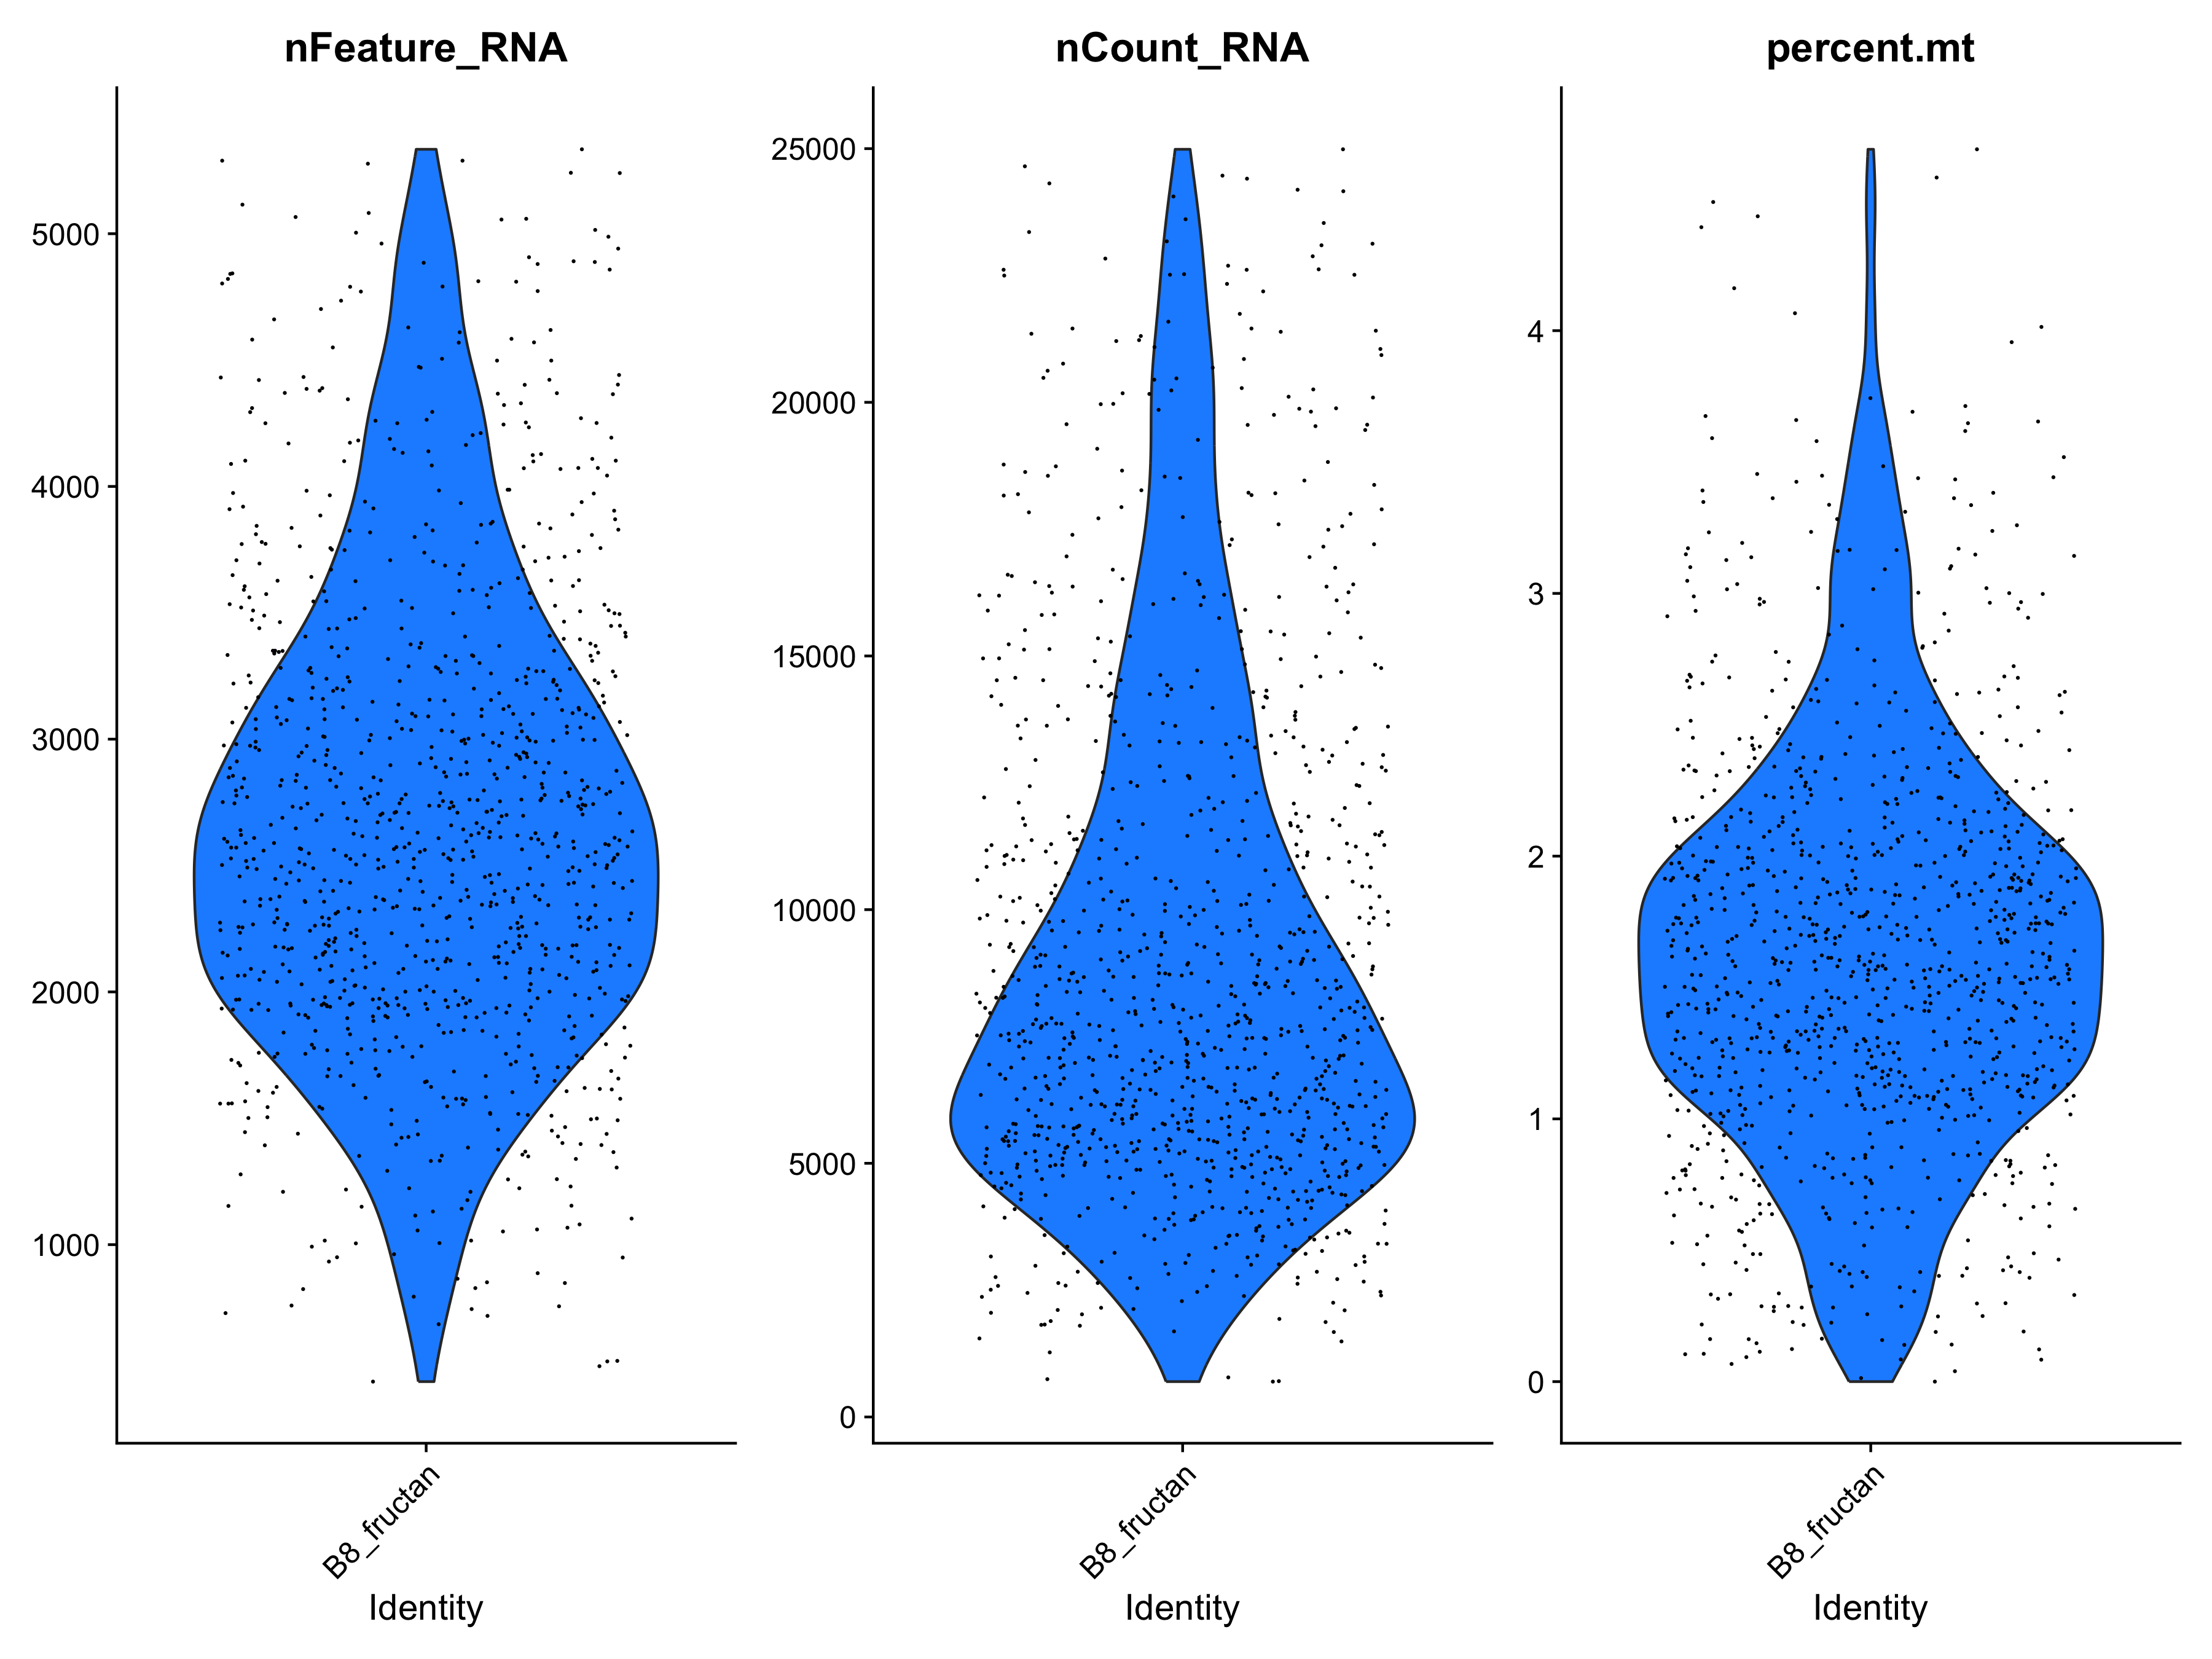 nFeature_RNA
5000
4000
3000
2000
1000
B8_fructan
Identity
nCount_RNA
25000
20000
15000
10000
5000
0
B8_fructan
Identity
percent.mt
4
3
2
1
0
B8_fructan
Identity